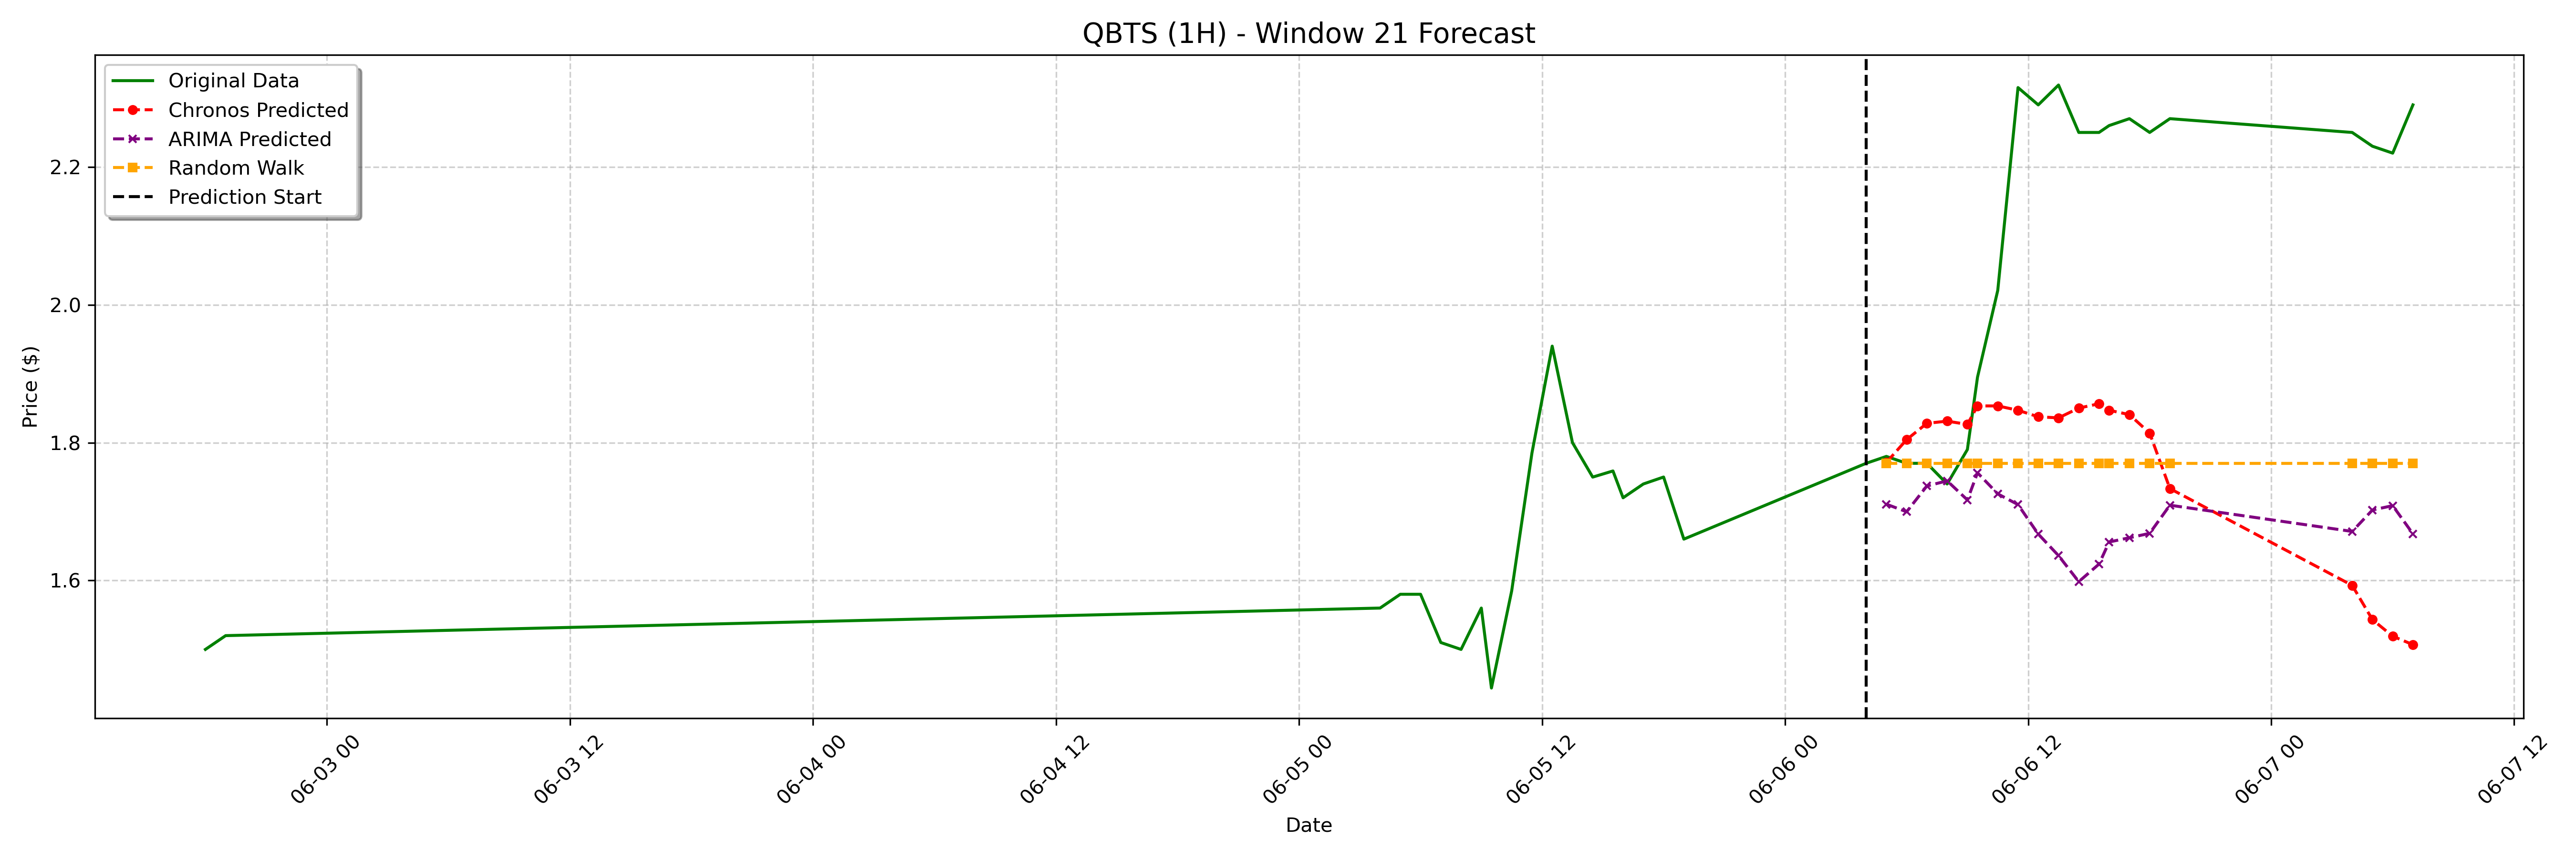 QBTS (1H) - Window 21 Forecast
Original Data
Chronos Predicted
ARIMA Predicted
Random Walk
Prediction Start
Price ($)
2.2
2.0
1.8
1.6
06-03 00
06-03 12
06-04 00
06-04 12
06-05 00
06-05 12
06-06 00
06-06 12
06-07 00
06-07 12
Date